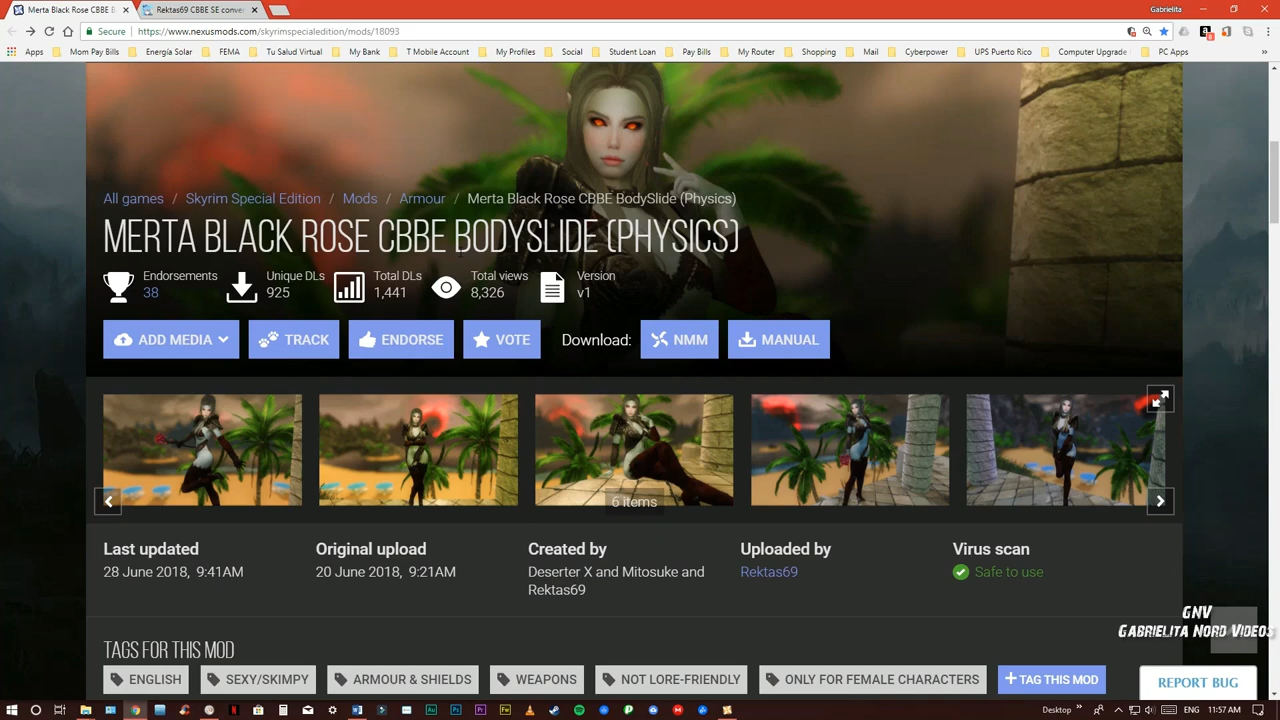 Merta Black Rose CBBE B
Rektas69 CBBE SE conver
Gabrielita
Secure
https://www.nexusmods.com/skyrimspecialedition/mods/18093
Apps
Mom Pay Bills
Energía Solar
FEMA
Tu Salud Virtual
My Bank
T Mobile Account
My Profiles
Social
Student Loan
Pay Bills
My Router
Shopping
Mail
Cyberpower
UPS Puerto Rico
Computer Upgrade
PC Apps
All games / Skyrim Special Edition / Mods / Armour / Merta Black Rose CBBE BodySlide (Physics)
MERTA BLACK ROSE CBBE BODYSLIDE (PHYSICS)
Endorsements
38
Unique DLs
925
Total DLs
1,441
Total views
8,326
Version
v1
ADD MEDIA
TRACK
ENDORSE
VOTE
Download:
NMM
MANUAL
6 items
Last updated
28 June 2018, 9:41AM
Original upload
20 June 2018, 9:21AM
Created by
Deserter X and Mitosuke and
Rektas69
Uploaded by
Rektas69
Virus scan
Safe to use
GNV
GABRIELITA NORD VIDEOS
TAGS FOR THIS MOD
ENGLISH
SEXY/SKIMPY
ARMOUR & SHIELDS
WEAPONS
NOT LORE-FRIENDLY
ONLY FOR FEMALE CHARACTERS
+ TAG THIS MOD
REPORT BUG
Desktop
11:57 AM